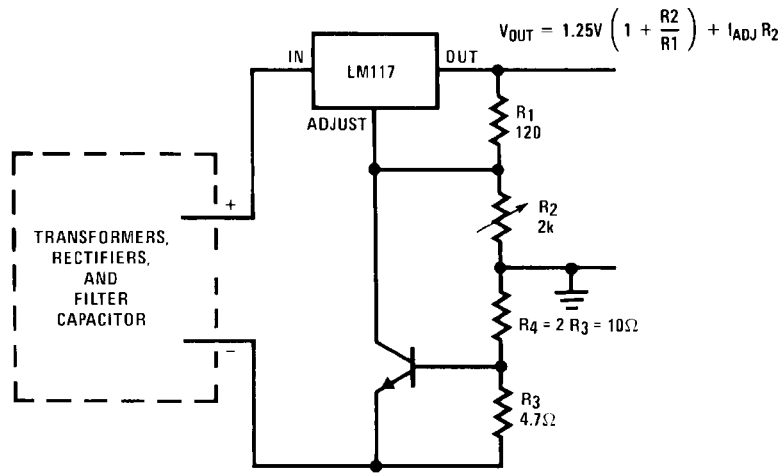 V_OUT = 1.25V (1 + R2/R1) + I_ADJ R₂
IN
LM117
OUT
ADJUST
R₁
120
R₂
2k
+
TRANSFORMERS,
RECTIFIERS,
AND
FILTER
CAPACITOR
−
R₄ = 2 R₃ = 10Ω
R₃
4.7Ω